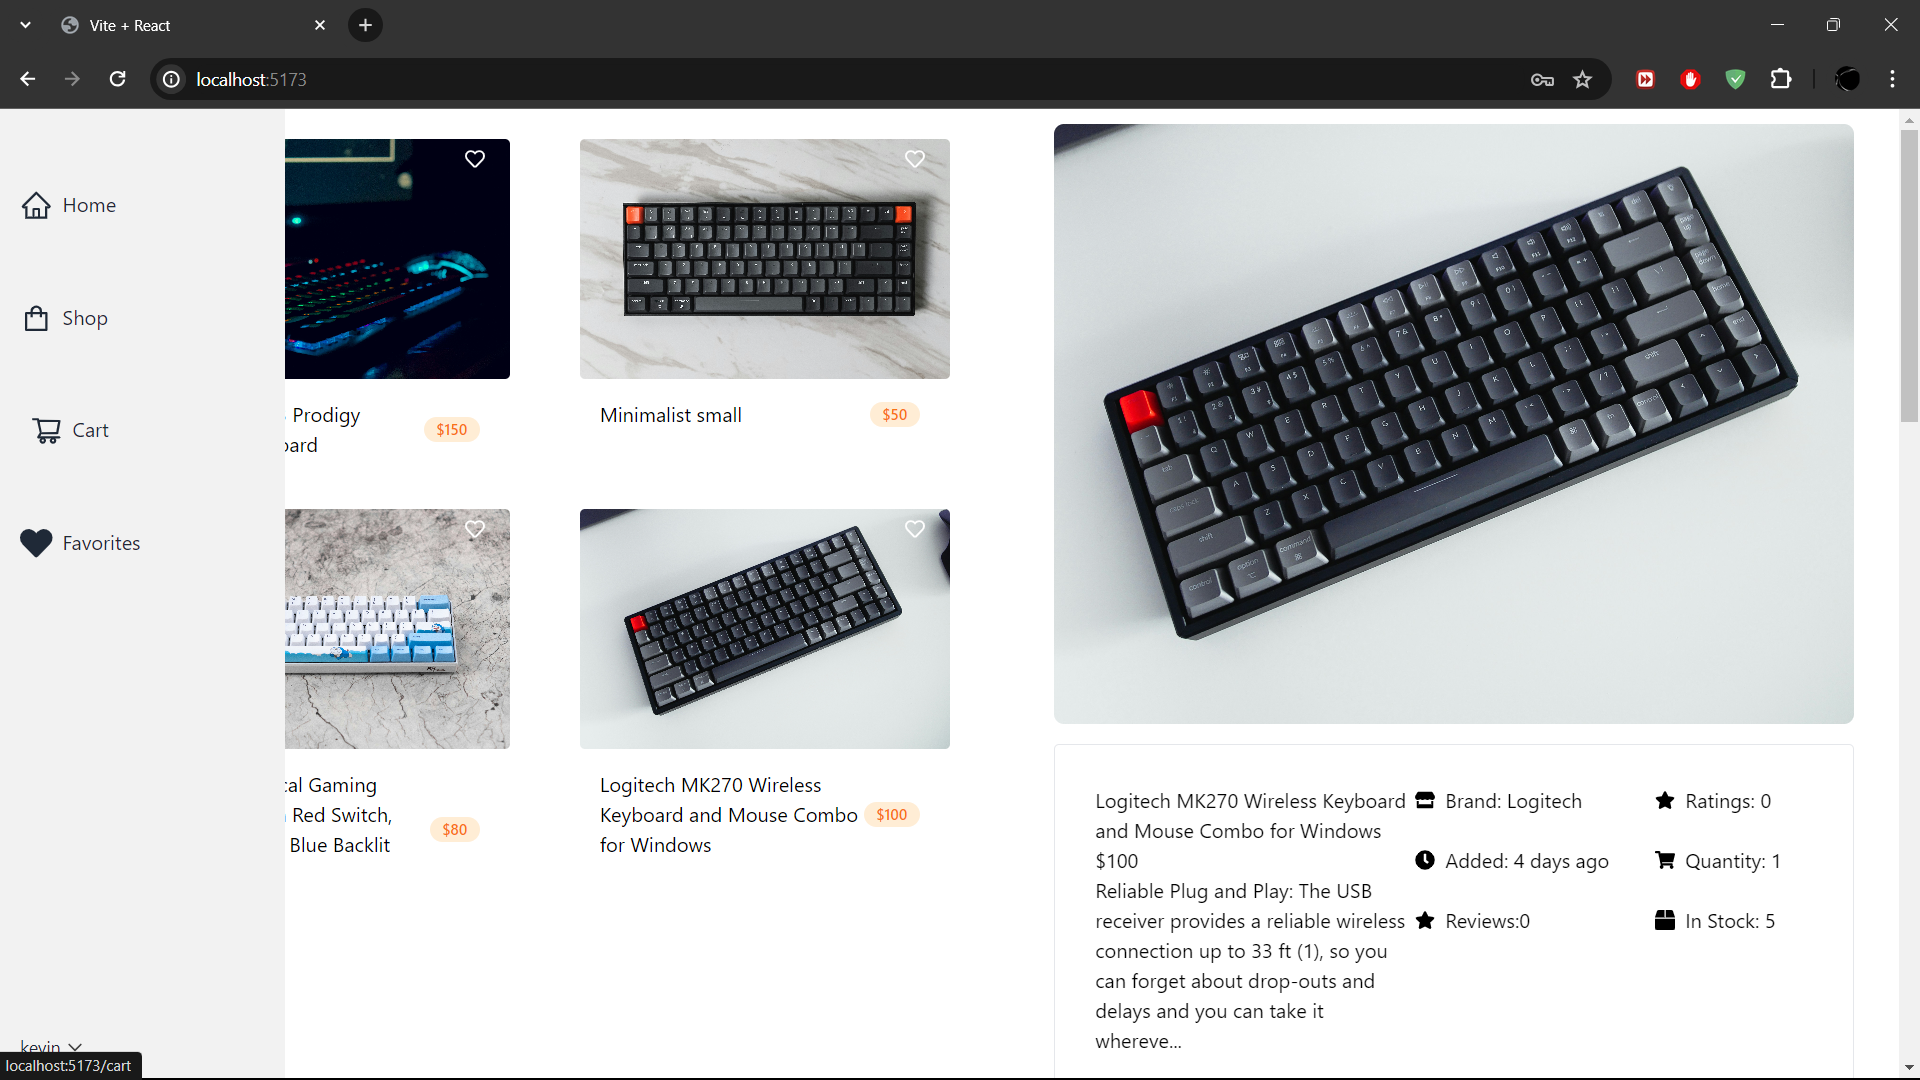 Vite + React
localhost:5173
Home
Shop
Cart
Favorites
kevin
localhost:5173/cart
Prodigy
$150
Minimalist small
$50
Gaming
Red Switch,
Blue Backlit
$80
Logitech MK270 Wireless
Keyboard and Mouse Combo
for Windows
$100
Logitech MK270 Wireless Keyboard
and Mouse Combo for Windows
$100
Reliable Plug and Play: The USB
receiver provides a reliable wireless
connection up to 33 ft (1), so you
can forget about drop-outs and
delays and you can take it
whereve...
Brand: Logitech
Added: 4 days ago
Reviews:0
Ratings: 0
Quantity: 1
In Stock: 5